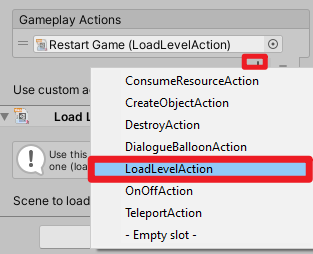 Gameplay Actions
Restart Game (LoadLevelAction)
Use custom a
ConsumeResourceAction
CreateObjectAction
DestroyAction
Load L
DialogueBalloonAction
Use this
LoadLevelAction
one (loa
OnOffAction
Scene to load
TeleportAction
- Empty slot -